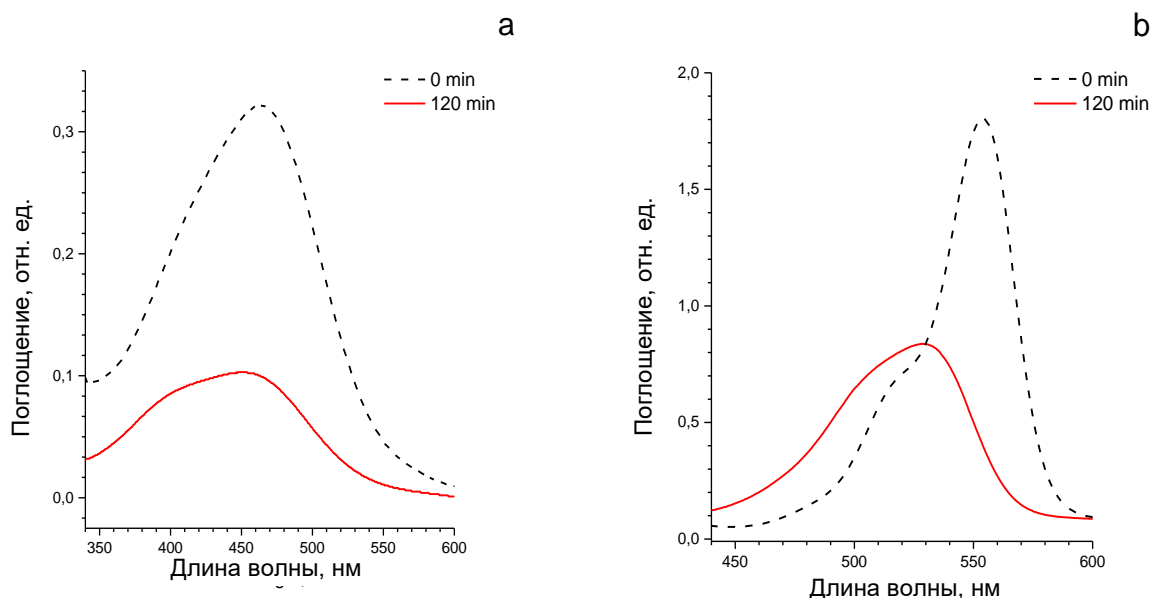 a
0 min
120 min
0,3
0,2
0,1
0,0
Поглощение, отн. ед.
350 400 450 500 550 600
Длина волны, нм
b
0 min
120 min
2,0
1,5
1,0
0,5
0,0
Поглощение, отн. ед.
450 500 550 600
Длина волны, нм